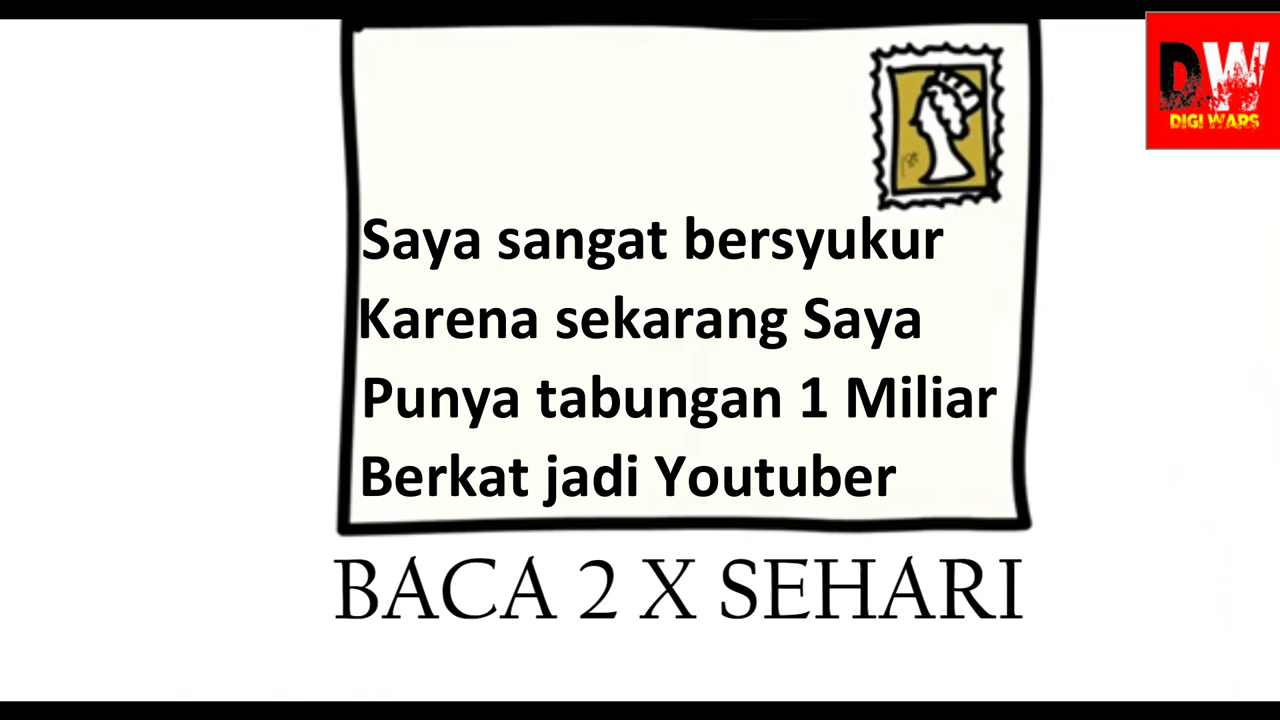 DW
DIGI WARS
Saya sangat bersyukur
Karena sekarang Saya
Punya tabungan 1 Miliar
Berkat jadi Youtuber
BACA 2 X SEHARI